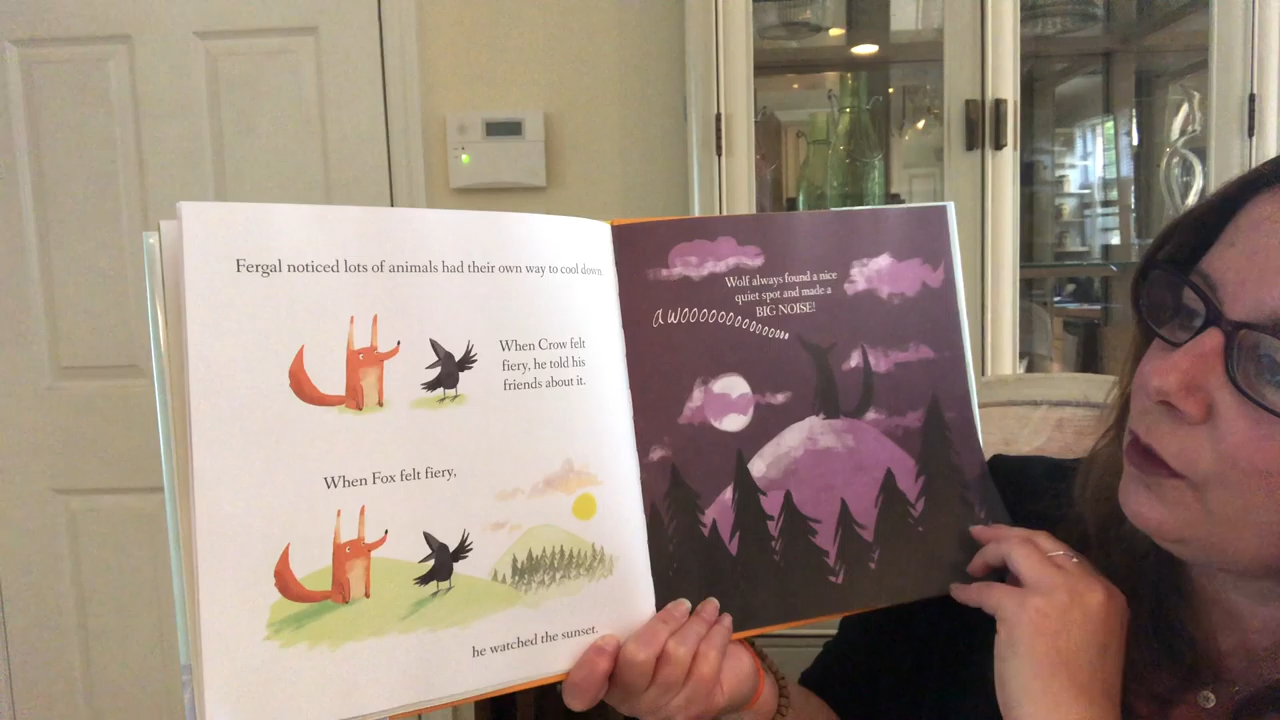 Fergal noticed lots of animals had their own way to cool down.
When Crow felt
fiery, he told his
friends about it.
When Fox felt fiery,
he watched the sunset.
Wolf always found a nice
quiet spot and made a
BIG NOISE!
awooooooooooooooo